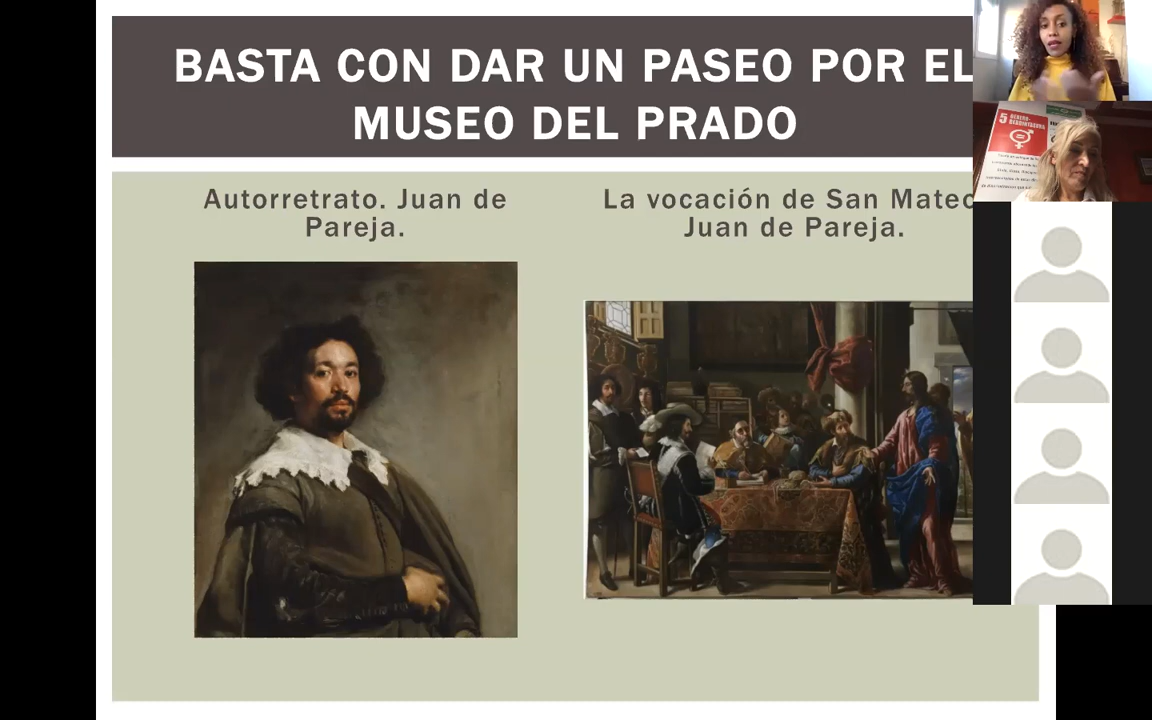 BASTA CON DAR UN PASEO POR EL
MUSEO DEL PRADO
Autorretrato. Juan de
Pareja.
La vocación de San Mateo
Juan de Pareja.
5